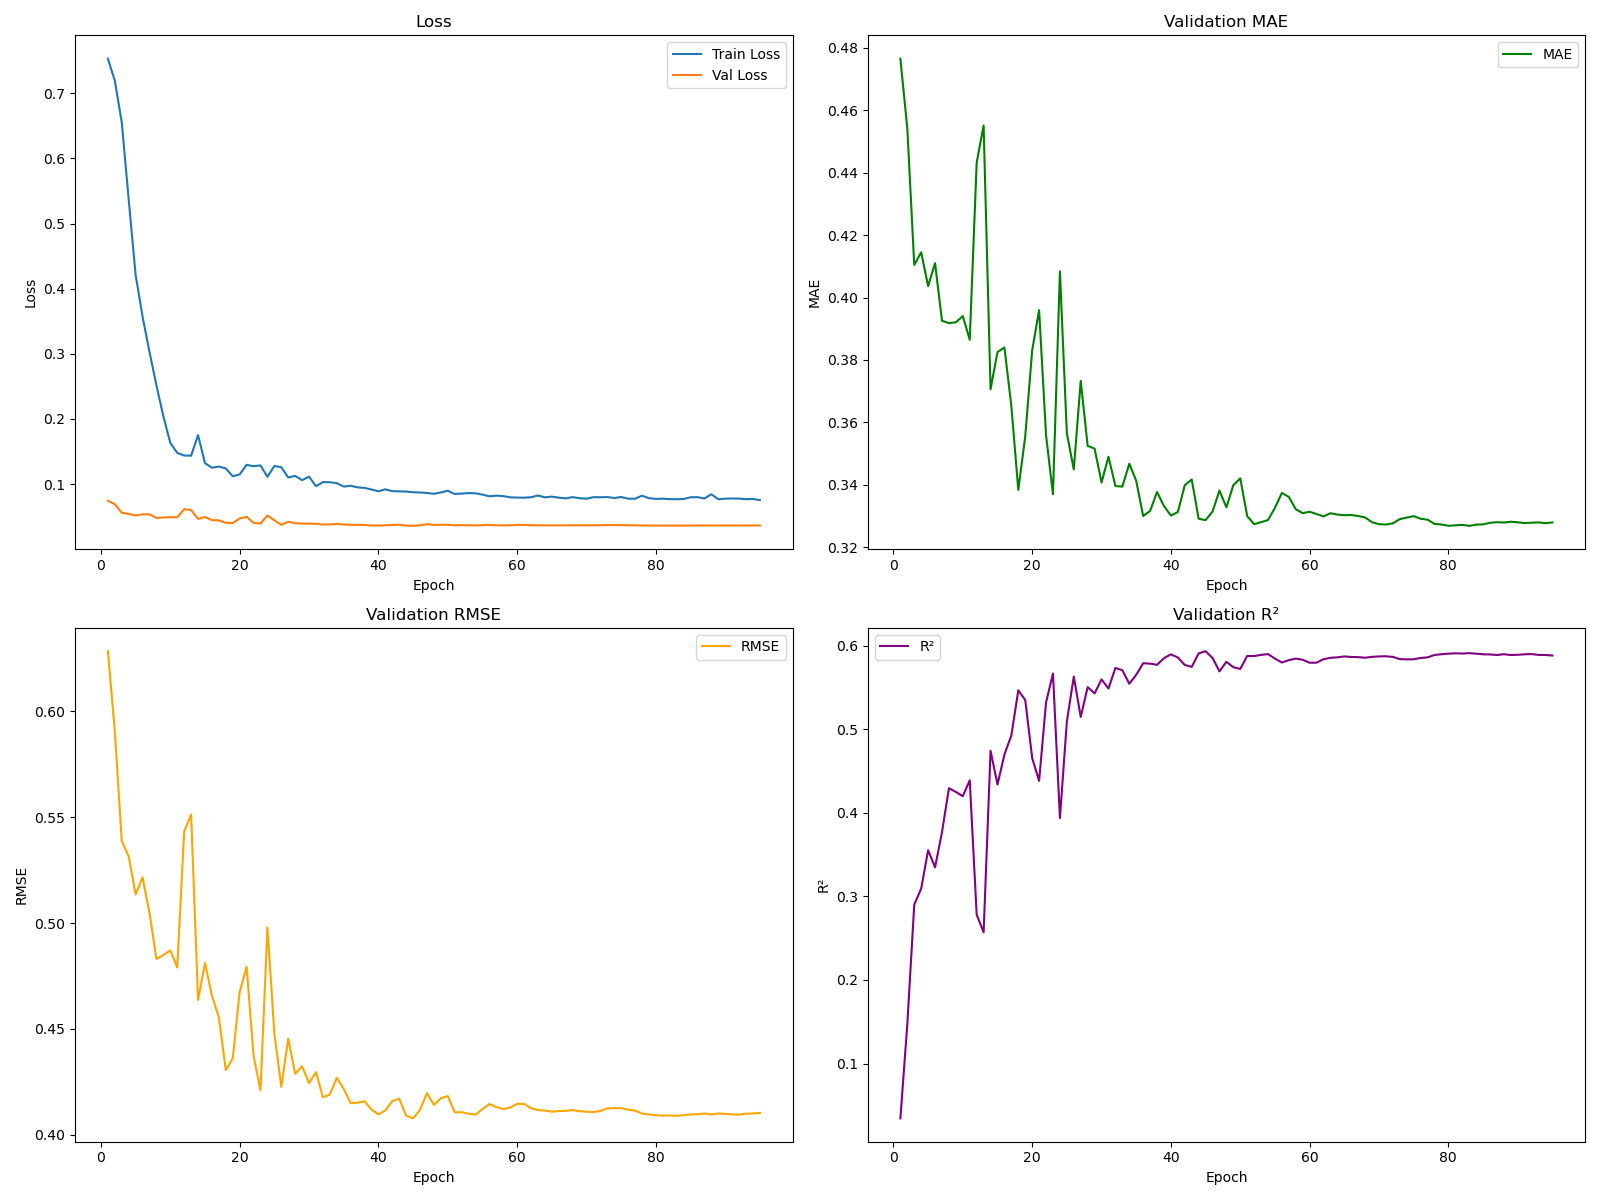 Loss
Train Loss
Val Loss
Loss
0.7
0.6
0.5
0.4
0.3
0.2
0.1
0 20 40 60 80
Epoch
Validation MAE
MAE
MAE
0.48
0.46
0.44
0.42
0.40
0.38
0.36
0.34
0.32
0 20 40 60 80
Epoch
Validation RMSE
RMSE
RMSE
0.60
0.55
0.50
0.45
0.40
0 20 40 60 80
Epoch
Validation R²
R²
R²
0.6
0.5
0.4
0.3
0.2
0.1
0 20 40 60 80
Epoch